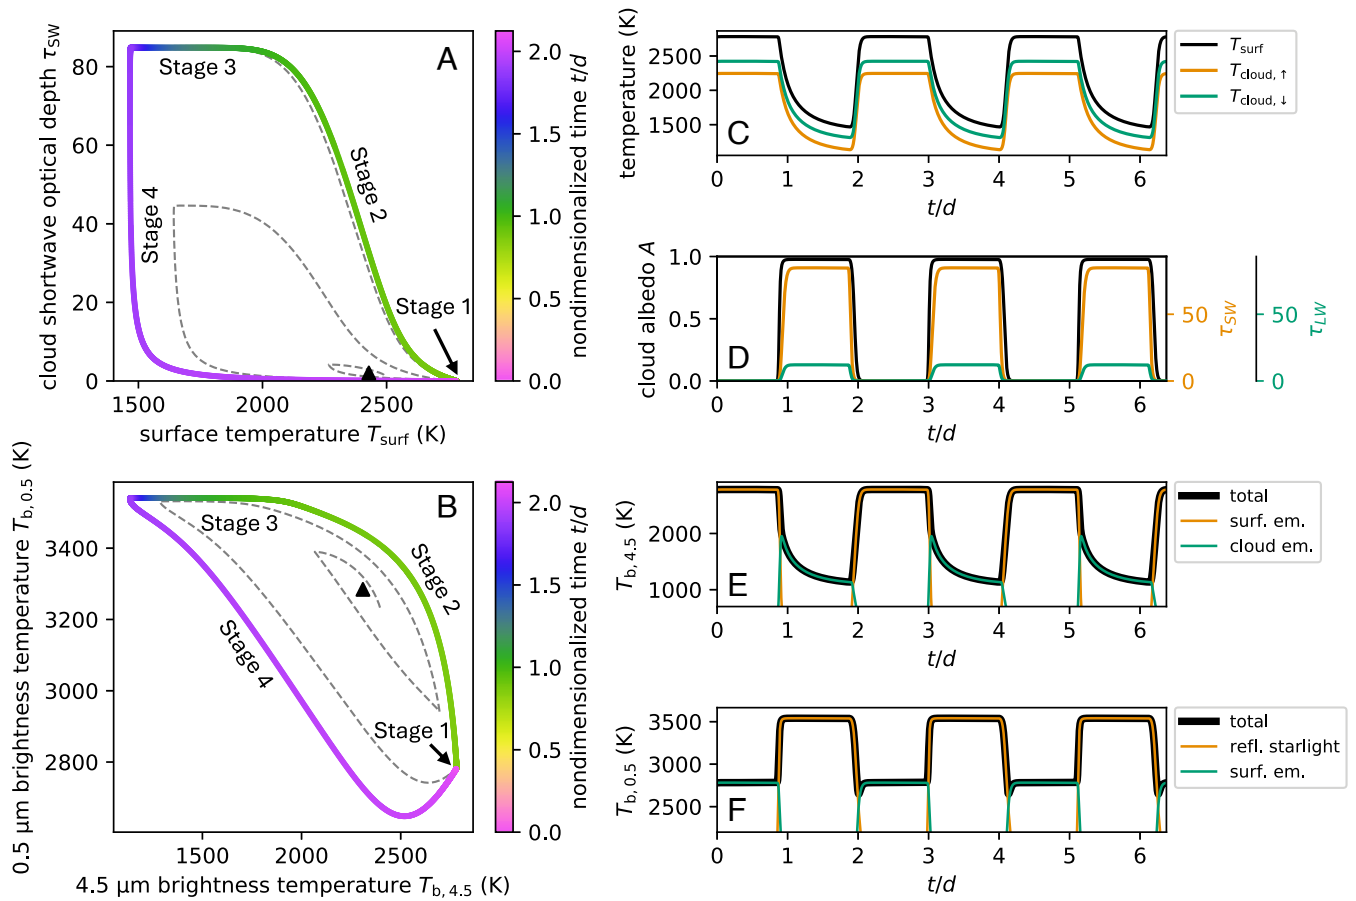 A
cloud shortwave optical depth τSW
80
60
40
20
0
1500
2000
2500
surface temperature Tsurf (K)
Stage 3
Stage 2
Stage 4
Stage 1
nondimensionalized time t/d
2.0
1.5
1.0
0.5
0.0
B
0.5 μm brightness temperature Tb, 0.5 (K)
3400
3200
3000
2800
1500
2000
2500
4.5 μm brightness temperature Tb, 4.5 (K)
Stage 3
Stage 2
Stage 4
Stage 1
nondimensionalized time t/d
2.0
1.5
1.0
0.5
0.0
C
temperature (K)
2500
2000
1500
0 1 2 3 4 5 6
t/d
Tsurf
Tcloud, ↑
Tcloud, ↓
D
cloud albedo A
1.0
0.5
0.0
0 1 2 3 4 5 6
t/d
50
0
τSW
50
0
τLW
E
Tb, 4.5 (K)
2000
1000
0 1 2 3 4 5 6
t/d
total
surf. em.
cloud em.
F
Tb, 0.5 (K)
3500
3000
2500
0 1 2 3 4 5 6
t/d
total
refl. starlight
surf. em.